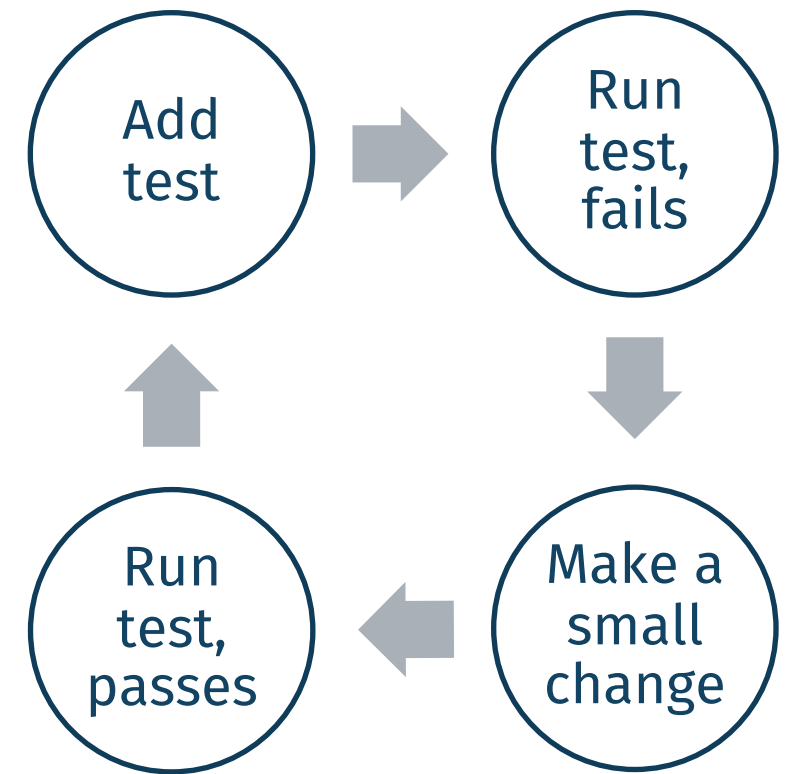 Add
test
Run
test,
fails
Make a
small
change
Run
test,
passes